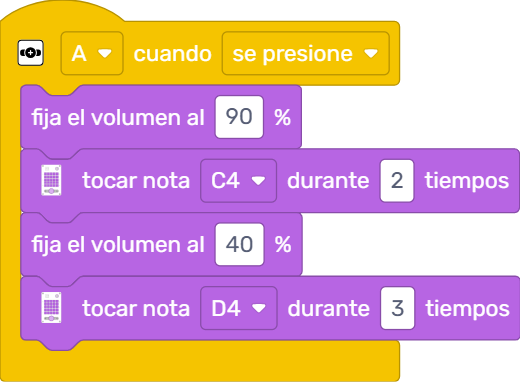 A cuando se presione
fija el volumen al 90 %
tocar nota C4 durante 2 tiempos
fija el volumen al 40 %
tocar nota D4 durante 3 tiempos